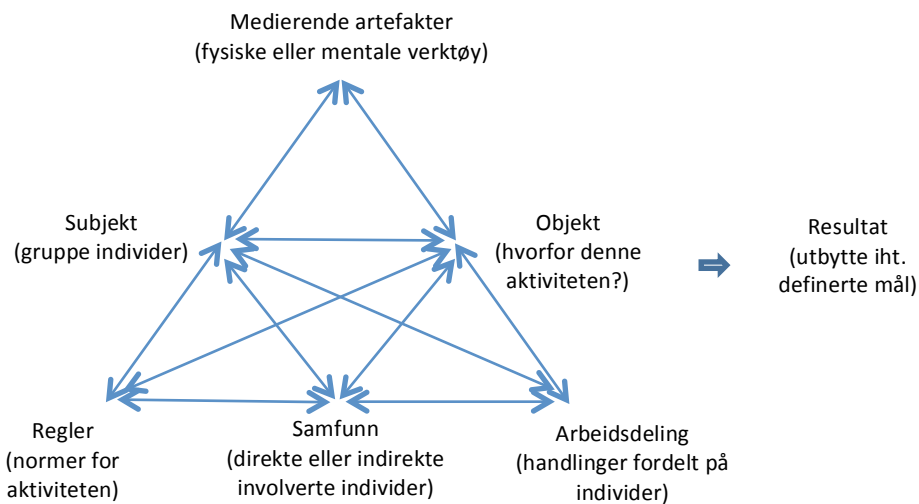 Medierende artefakter
(fysiske eller mentale verktøy)
Subjekt
(gruppe individer)
Objekt
(hvorfor denne
aktiviteten?)
Resultat
(utbytte iht.
definerte mål)
Regler
(normer for
aktiviteten)
Samfunn
(direkte eller indirekte
involverte individer)
Arbeidsdeling
(handlinger fordelt på
individer)